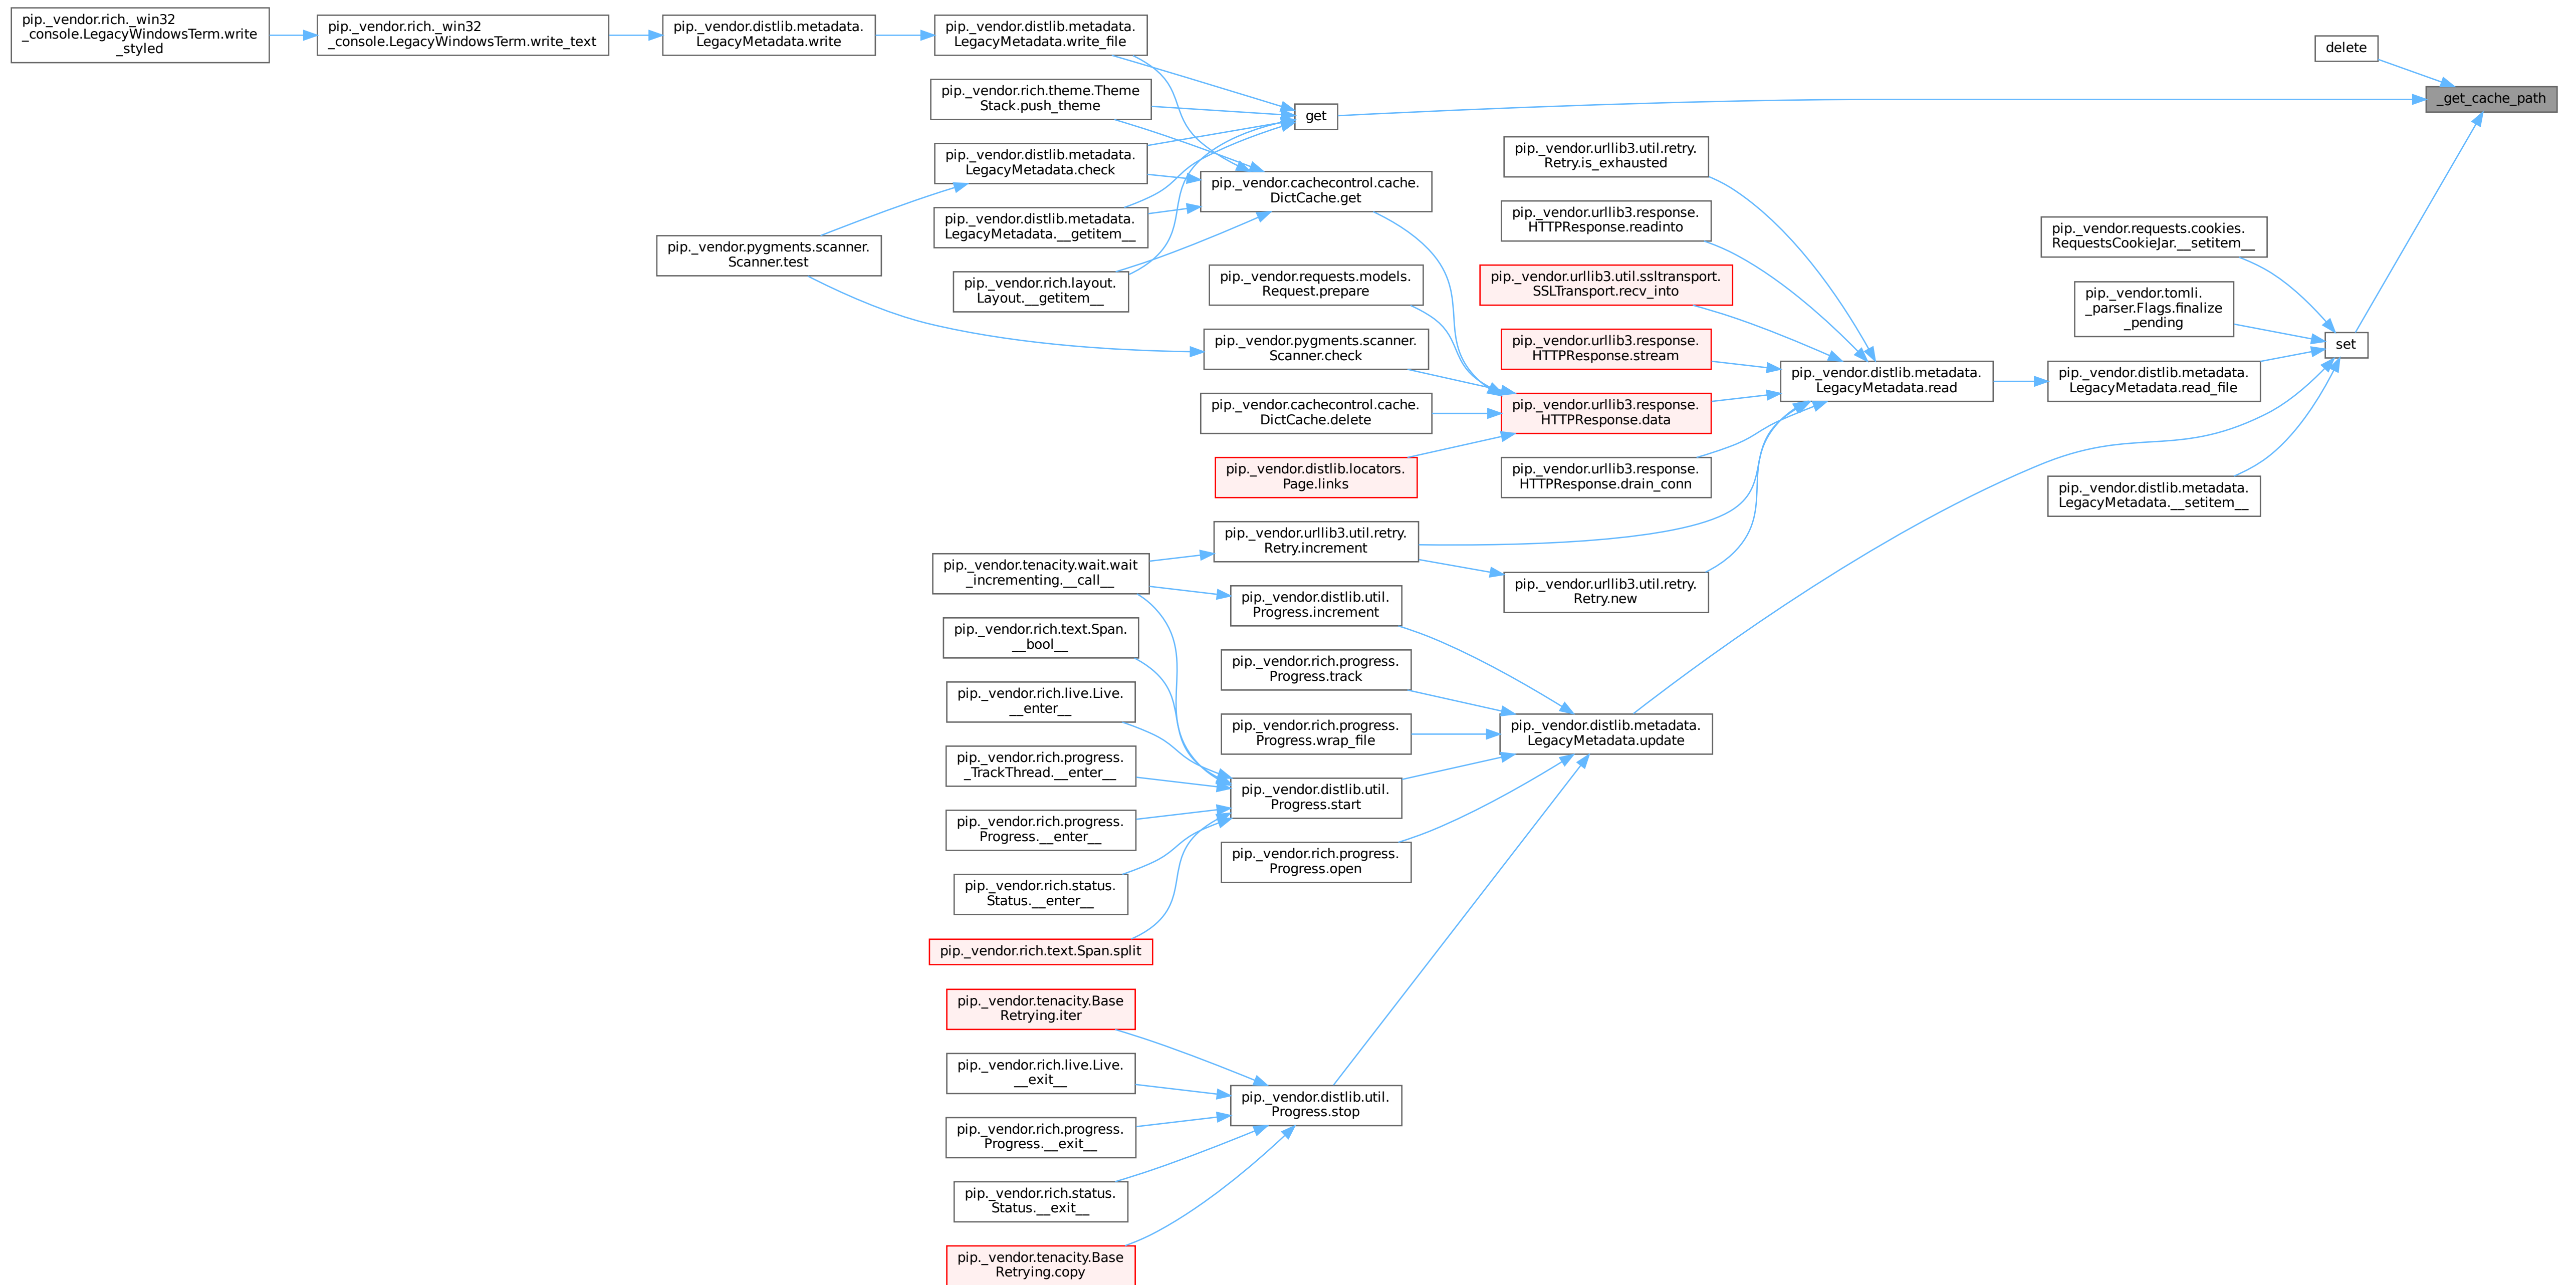 pip._vendor.rich._win32
_console.LegacyWindowsTerm.write
_styled
pip._vendor.rich._win32
_console.LegacyWindowsTerm.write_text
pip._vendor.distlib.metadata.
LegacyMetadata.write
pip._vendor.distlib.metadata.
LegacyMetadata.write_file
pip._vendor.rich.theme.Theme
Stack.push_theme
pip._vendor.distlib.metadata.
LegacyMetadata.check
pip._vendor.distlib.metadata.
LegacyMetadata.__getitem__
pip._vendor.pygments.scanner.
Scanner.test
pip._vendor.rich.layout.
Layout.__getitem__
get
pip._vendor.cachecontrol.cache.
DictCache.get
pip._vendor.requests.models.
Request.prepare
pip._vendor.pygments.scanner.
Scanner.check
pip._vendor.cachecontrol.cache.
DictCache.delete
pip._vendor.distlib.locators.
Page.links
pip._vendor.urllib3.util.retry.
Retry.is_exhausted
pip._vendor.urllib3.response.
HTTPResponse.readinto
pip._vendor.urllib3.util.ssltransport.
SSLTransport.recv_into
pip._vendor.urllib3.response.
HTTPResponse.stream
pip._vendor.urllib3.response.
HTTPResponse.data
pip._vendor.urllib3.response.
HTTPResponse.drain_conn
pip._vendor.urllib3.util.retry.
Retry.increment
pip._vendor.urllib3.util.retry.
Retry.new
pip._vendor.distlib.metadata.
LegacyMetadata.read
delete
_get_cache_path
pip._vendor.requests.cookies.
RequestsCookieJar.__setitem__
pip._vendor.tomli.
_parser.Flags.finalize
_pending
set
pip._vendor.distlib.metadata.
LegacyMetadata.read_file
pip._vendor.distlib.metadata.
LegacyMetadata.__setitem__
pip._vendor.tenacity.wait.wait
_incrementing.__call__
pip._vendor.rich.text.Span.
__bool__
pip._vendor.rich.live.Live.
__enter__
pip._vendor.rich.progress.
_TrackThread.__enter__
pip._vendor.rich.progress.
Progress.__enter__
pip._vendor.rich.status.
Status.__enter__
pip._vendor.rich.text.Span.split
pip._vendor.distlib.util.
Progress.increment
pip._vendor.rich.progress.
Progress.track
pip._vendor.rich.progress.
Progress.wrap_file
pip._vendor.distlib.util.
Progress.start
pip._vendor.rich.progress.
Progress.open
pip._vendor.distlib.metadata.
LegacyMetadata.update
pip._vendor.tenacity.Base
Retrying.iter
pip._vendor.rich.live.Live.
__exit__
pip._vendor.rich.progress.
Progress.__exit__
pip._vendor.rich.status.
Status.__exit__
pip._vendor.tenacity.Base
Retrying.copy
pip._vendor.distlib.util.
Progress.stop